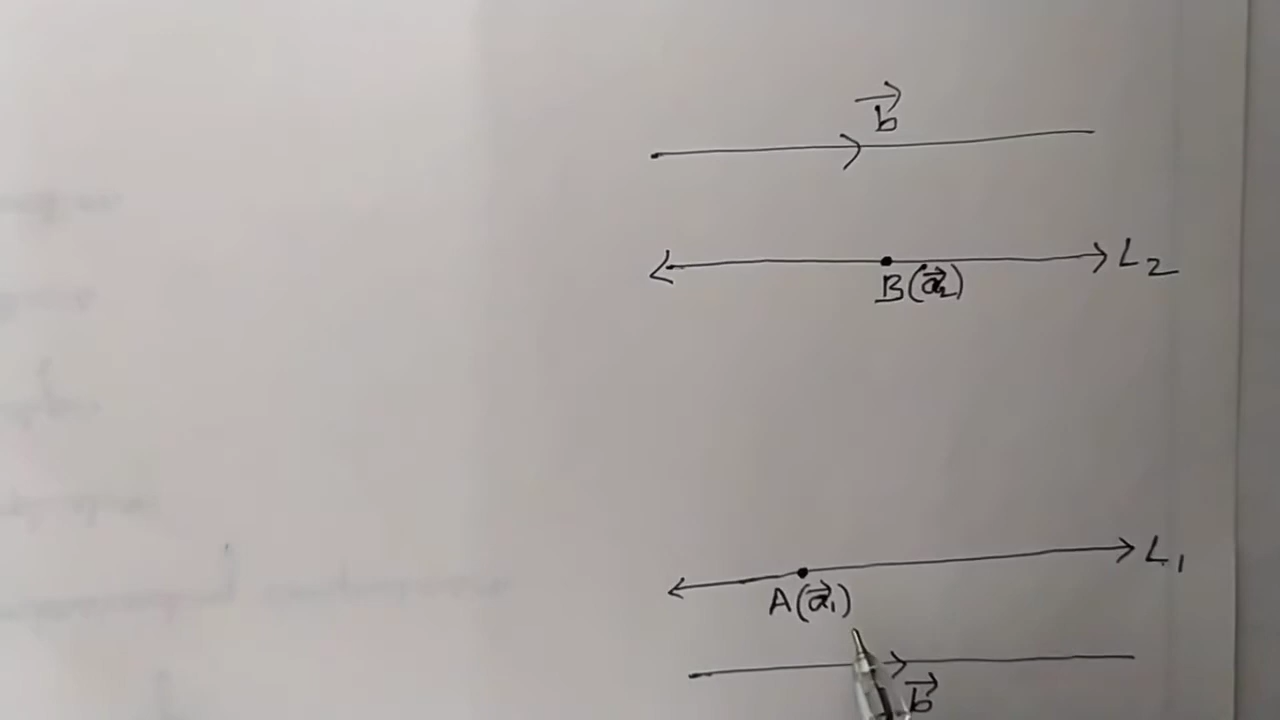 b⃗
L₂
B(a⃗₂)
L₁
A(a⃗₁)
b⃗